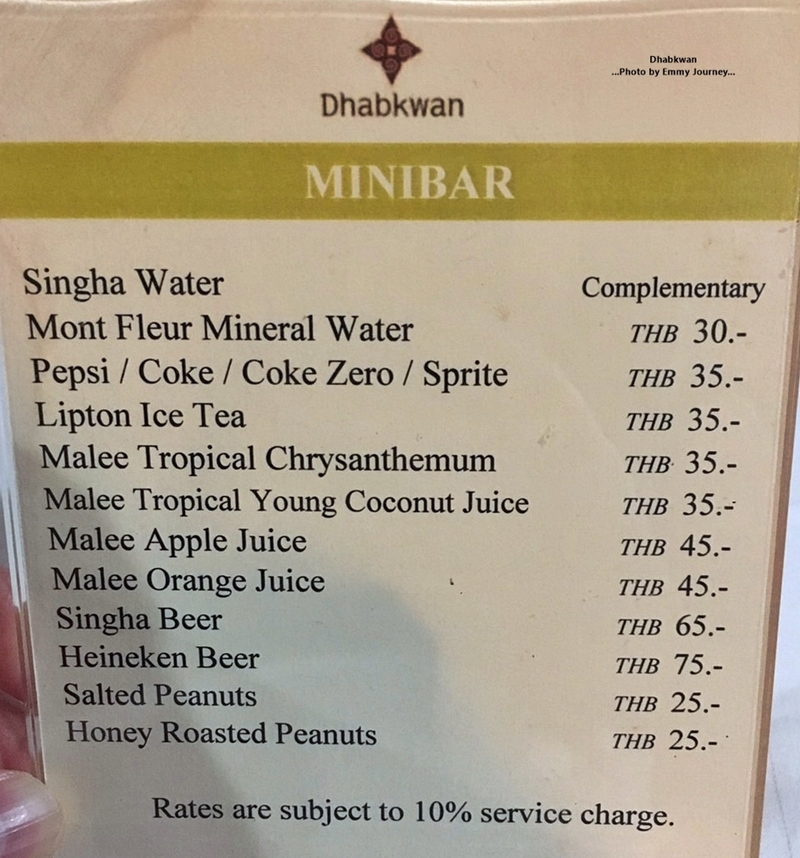 Dhabkwan
Dhabkwan
...Photo by Emmy Journey...
MINIBAR
Singha Water Complementary
Mont Fleur Mineral Water THB 30.-
Pepsi / Coke / Coke Zero / Sprite THB 35.-
Lipton Ice Tea THB 35.-
Malee Tropical Chrysanthemum THB 35.-
Malee Tropical Young Coconut Juice THB 35.-
Malee Apple Juice THB 45.-
Malee Orange Juice THB 45.-
Singha Beer THB 65.-
Heineken Beer THB 75.-
Salted Peanuts THB 25.-
Honey Roasted Peanuts THB 25.-
Rates are subject to 10% service charge.